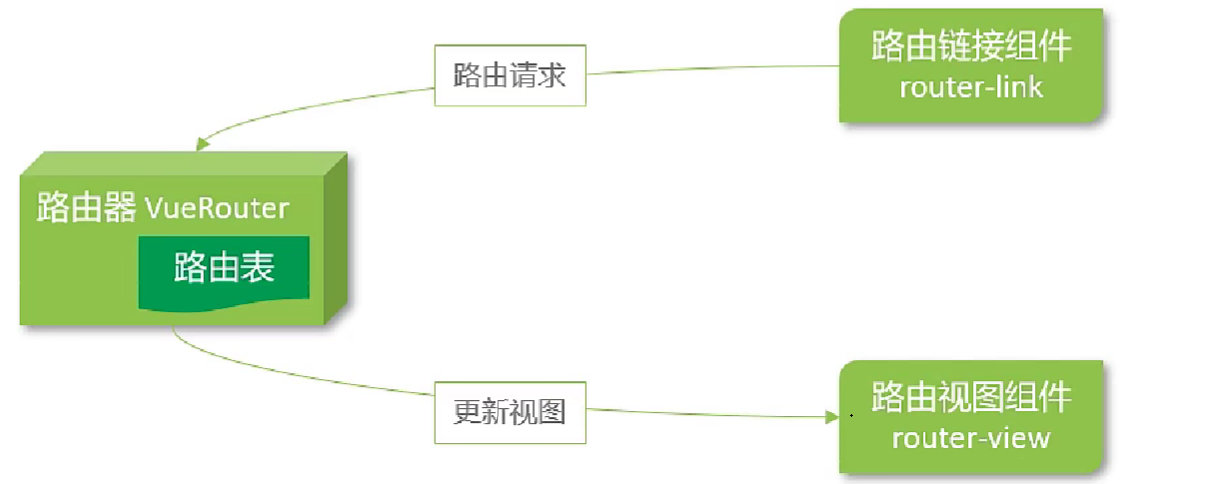 路由链接组件
router-link
路由请求
路由器 VueRouter
路由表
更新视图
路由视图组件
router-view